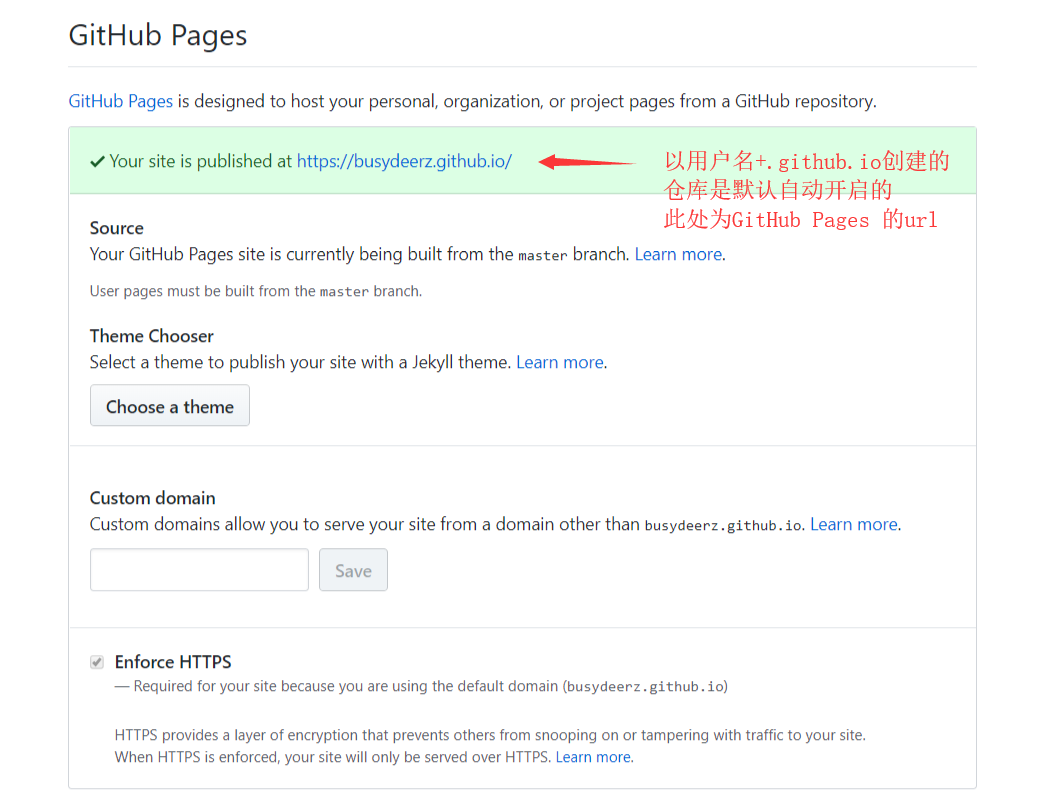 GitHub Pages
GitHub Pages is designed to host your personal, organization, or project pages from a GitHub repository.
Your site is published at https://busydeerz.github.io/
以用户名+.github.io创建的
仓库是默认自动开启的
此处为GitHub Pages 的url
Source
Your GitHub Pages site is currently being built from the master branch. Learn more.
User pages must be built from the master branch.
Theme Chooser
Select a theme to publish your site with a Jekyll theme. Learn more.
Choose a theme
Custom domain
Custom domains allow you to serve your site from a domain other than busydeerz.github.io. Learn more.
Save
Enforce HTTPS
— Required for your site because you are using the default domain (busydeerz.github.io)
HTTPS provides a layer of encryption that prevents others from snooping on or tampering with traffic to your site.
When HTTPS is enforced, your site will only be served over HTTPS. Learn more.